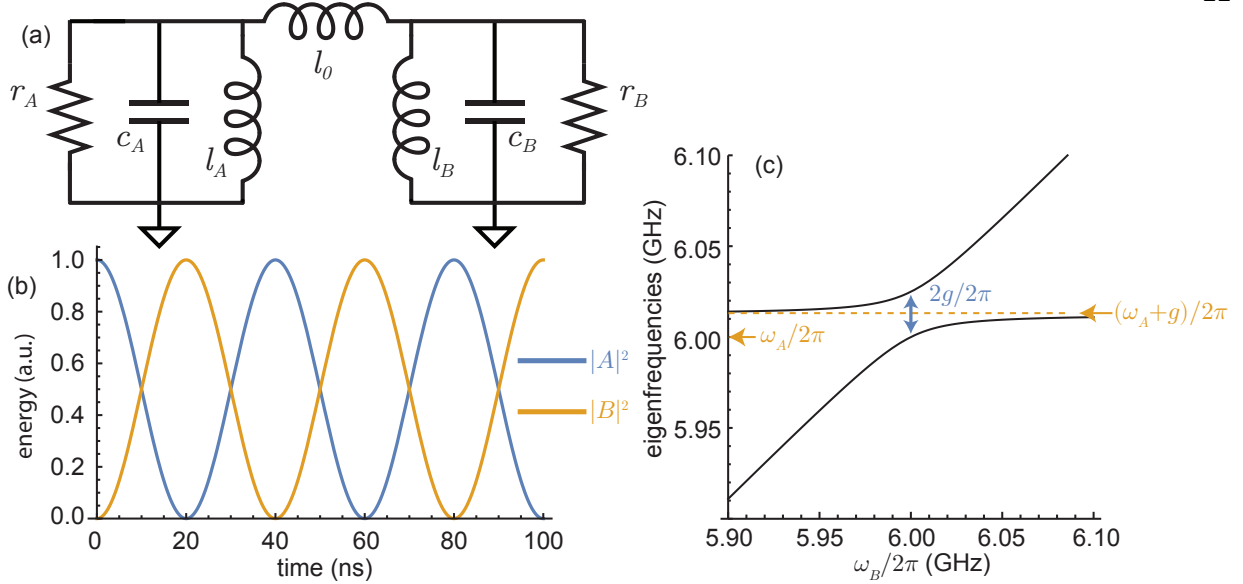 (a)
l₀
r_A
c_A
l_A
l_B
c_B
r_B
(b)
energy (a.u.)
1.0
0.8
0.6
0.4
0.2
0.0
0
20
40
60
80
100
time (ns)
|A|²
|B|²
(c)
eigenfrequencies (GHz)
6.10
6.05
6.00
5.95
2g/2π
(ω_A+g)/2π
ω_A/2π
5.90
5.95
6.00
6.05
6.10
ω_B/2π (GHz)